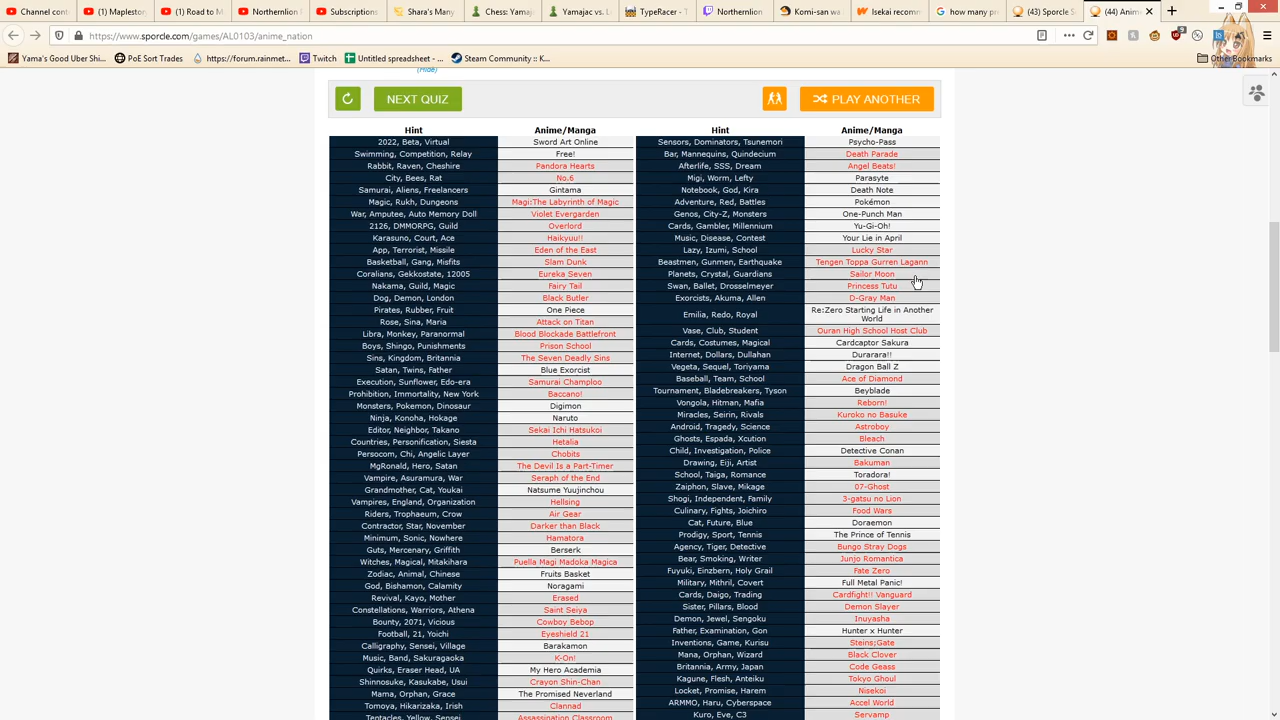 Channel cont
Mapleston
(1) Road to M
Northernlion
Subscriptions
Shara's Many
Chess: Yamaj
Yamajac vs. L
TypeRacer - T
Northernlion
Komi-san wa
Isekai recomm
how many pr
(43) Sporcle S
(44) Anim
https://www.sporcle.com/games/AL0103/anime_nation
Yama's Good Uber Shi...
PoE Sort Trades
https://forum.rainmet...
Twitch
Untitled spreadsheet - ...
Steam Community :: K...
Other Bookmarks
(Hide)
NEXT QUIZ
PLAY ANOTHER
Hint Anime/Manga Hint Anime/Manga
2022, Beta, Virtual Sword Art Online Sensors, Dominators, Tsunemori Psycho-Pass
Swimming, Competition, Relay Free! Bar, Mannequins, Quindecium Death Parade
Rabbit, Raven, Cheshire Pandora Hearts Afterlife, SSS, Dream Angel Beats!
City, Bees, Rat No.6 Migi, Worm, Lefty Parasyte
Samurai, Aliens, Freelancers Gintama Notebook, God, Kira Death Note
Magic, Rukh, Dungeons Magi:The Labyrinth of Magic Adventure, Red, Battles Pokémon
War, Amputee, Auto Memory Doll Violet Evergarden Genos, City-Z, Monsters One-Punch Man
2126, DMMORPG, Guild Overlord Cards, Gambler, Millennium Yu-Gi-Oh!
Karasuno, Court, Ace Haikyuu!! Music, Disease, Contest Your Lie in April
App, Terrorist, Missile Eden of the East Lazy, Izumi, School Lucky Star
Basketball, Gang, Misfits Slam Dunk Beastmen, Gunmen, Earthquake Tengen Toppa Gurren Lagann
Coralians, Gekkostate, 12005 Eureka Seven Planets, Crystal, Guardians Sailor Moon
Nakama, Guild, Magic Fairy Tail Swan, Ballet, Drosselmeyer Princess Tutu
Dog, Demon, London Black Butler Exorcists, Akuma, Allen D-Gray Man
Pirates, Rubber, Fruit One Piece Emilia, Redo, Royal Re:Zero Starting Life in Another World
Rose, Sina, Maria Attack on Titan Vase, Club, Student Ouran High School Host Club
Libra, Monkey, Paranormal Blood Blockade Battlefront Cards, Costumes, Magical Cardcaptor Sakura
Boys, Shingo, Punishments Prison School Internet, Dollars, Dullahan Durarara!!
Sins, Kingdom, Britannia The Seven Deadly Sins Vegeta, Sequel, Toriyama Dragon Ball Z
Satan, Twins, Father Blue Exorcist Baseball, Team, School Ace of Diamond
Execution, Sunflower, Edo-era Samurai Champloo Tournament, Bladebreakers, Tyson Beyblade
Prohibition, Immortality, New York Baccano! Vongola, Hitman, Mafia Reborn!
Monsters, Pokemon, Dinosaur Digimon Miracles, Seirin, Rivals Kuroko no Basuke
Ninja, Konoha, Hokage Naruto Android, Tragedy, Science Astroboy
Editor, Neighbor, Takano Sekai Ichi Hatsukoi Ghosts, Espada, Xcution Bleach
Countries, Personification, Siesta Hetalia Child, Investigation, Police Detective Conan
Persocom, Chi, Angelic Layer Chobits Drawing, Eiji, Artist Bakuman
MgRonald, Hero, Satan The Devil Is a Part-Timer School, Taiga, Romance Toradora!
Vampire, Asuramura, War Seraph of the End Zaiphon, Slave, Mikage 07-Ghost
Grandmother, Cat, Youkai Natsume Yuujinchou Shogi, Independent, Family 3-gatsu no Lion
Vampires, England, Organization Hellsing Culinary, Fights, Joichiro Food Wars
Riders, Trophaeum, Crow Air Gear Cat, Future, Blue Doraemon
Contractor, Star, November Darker than Black Prodigy, Sport, Tennis The Prince of Tennis
Minimum, Sonic, Nowhere Hamatora Agency, Tiger, Detective Bungo Stray Dogs
Guts, Mercenary, Griffith Berserk Bear, Smoking, Writer Junjo Romantica
Witches, Magical, Mitakihara Puella Magi Madoka Magica Fuyuki, Einzbern, Holy Grail Fate Zero
Zodiac, Animal, Chinese Fruits Basket Military, Mithril, Covert Full Metal Panic!
God, Bishamon, Calamity Noragami Cards, Daigo, Trading Cardfight!! Vanguard
Revival, Kayo, Mother Erased Sister, Pillars, Blood Demon Slayer
Constellations, Warriors, Athena Saint Seiya Demon, Jewel, Sengoku Inuyasha
Bounty, 2071, Vicious Cowboy Bebop Father, Examination, Gon Hunter x Hunter
Football, 21, Yoichi Eyeshield 21 Inventions, Game, Kurisu Steins;Gate
Calligraphy, Sensei, Village Barakamon Mana, Orphan, Wizard Black Clover
Music, Band, Sakuragaoka K-On! Britannia, Army, Japan Code Geass
Quirks, Eraser Head, UA My Hero Academia Kagune, Flesh, Anteiku Tokyo Ghoul
Shinnosuke, Kasukabe, Usui Crayon Shin-Chan Locket, Promise, Harem Nisekoi
Mama, Orphan, Grace The Promised Neverland ARMMO, Haru, Cyberspace Accel World
Tomoya, Hikarizaka, Irish Clannad Kuro, Eve, C3 Servamp
Tentacles, Yellow, Sensei Assassination Classroom